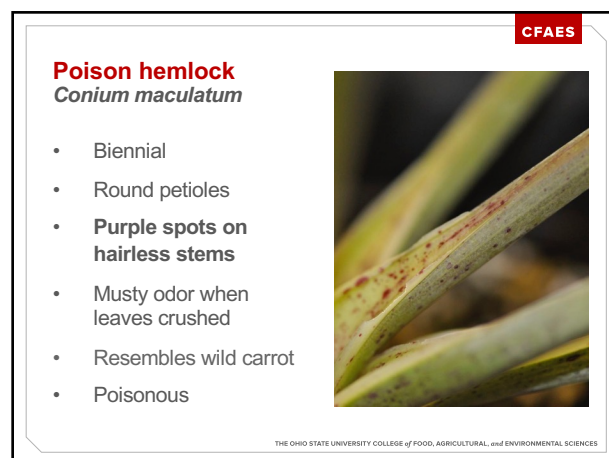 CFAES
Poison hemlock
Conium maculatum
• Biennial
• Round petioles
• Purple spots on
hairless stems
• Musty odor when
leaves crushed
• Resembles wild carrot
• Poisonous
THE OHIO STATE UNIVERSITY COLLEGE of FOOD, AGRICULTURAL, and ENVIRONMENTAL SCIENCES